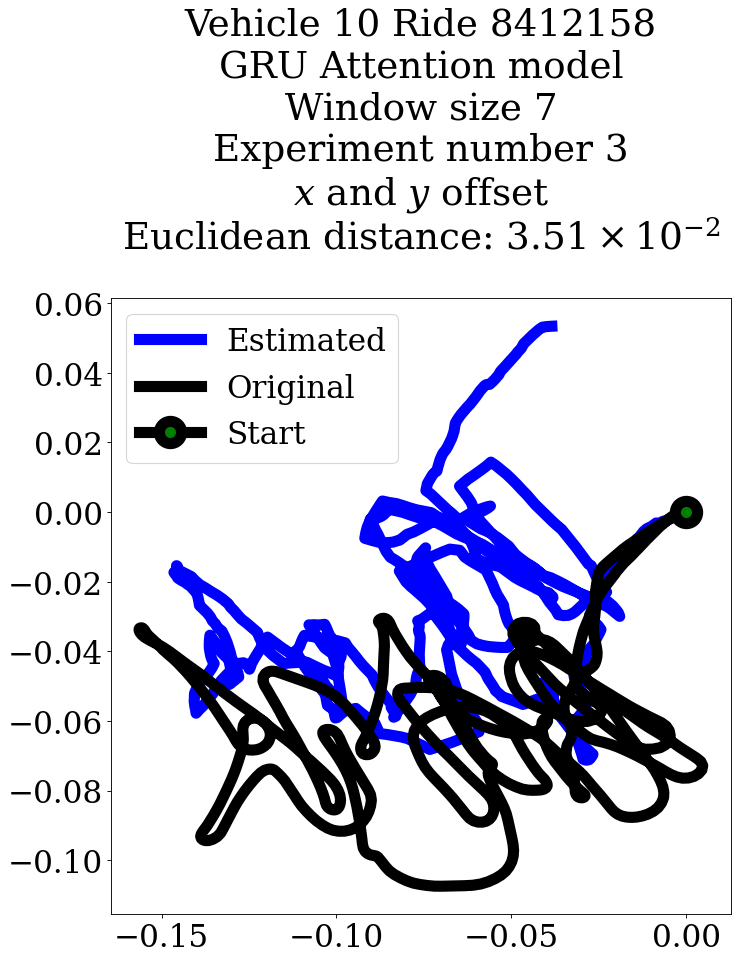 Vehicle 10 Ride 8412158
GRU Attention model
Window size 7
Experiment number 3
x and y offset
Euclidean distance: 3.51 × 10⁻²
0.06
0.04
0.02
0.00
−0.02
−0.04
−0.06
−0.08
−0.10
Estimated
Original
Start
−0.15 −0.10 −0.05 0.00